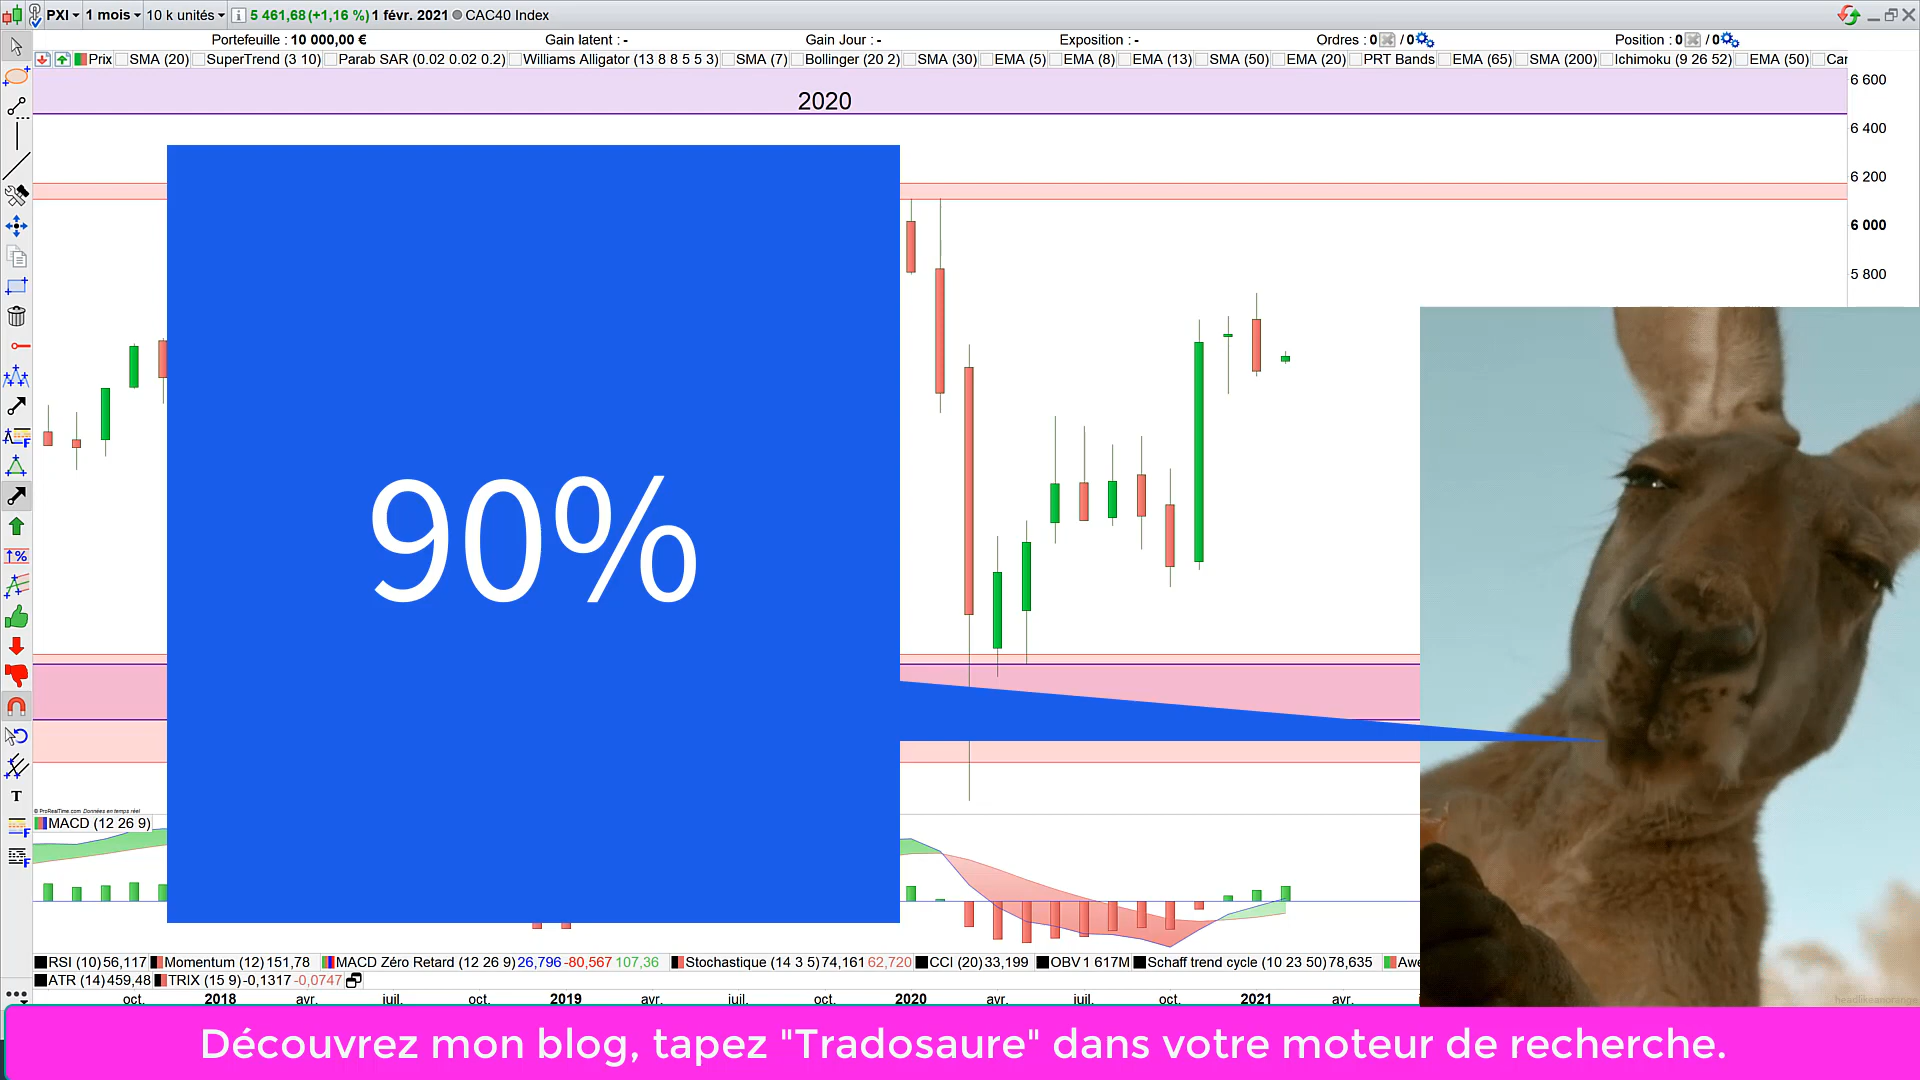 PXI 1 mois 10 k unités 5 461,68 (+1,16 %) 1 févr. 2021 CAC40 Index
Portefeuille : 10 000,00 € Gain latent : - Gain Jour : - Exposition : - Ordres : 0 / 0 Position : 0 / 0
Prix SMA (20) SuperTrend (3 10) Parab SAR (0.02 0.02 0.2) Williams Alligator (13 8 8 5 5 3) SMA (7) Bollinger (20 2) SMA (30) EMA (5) EMA (8) EMA (13) SMA (50) EMA (20) PRT Bands EMA (65) SMA (200) Ichimoku (9 26 52) EMA (50) Car
6 600
2020
6 400
6 200
6 000
5 800
90%
↑%
T
F
© ProRealTime.com Données en temps réel
MACD (12 26 9)
RSI (10) 56,117 Momentum (12) 151,78 MACD Zéro Retard (12 26 9) 26,796 -80,567 107,36 Stochastique (14 3 5) 74,161 62,720 CCI (20) 33,199 OBV 1 617M Schaff trend cycle (10 23 50) 78,635 Awe
ATR (14) 459,48 TRIX (15 9) -0,1317 -0,0747
oct. 2018 avr. juil. oct. 2019 avr. juil. oct. 2020 avr. juil. oct. 2021 avr.
headlikeanorange
Découvrez mon blog, tapez "Tradosaure" dans votre moteur de recherche.